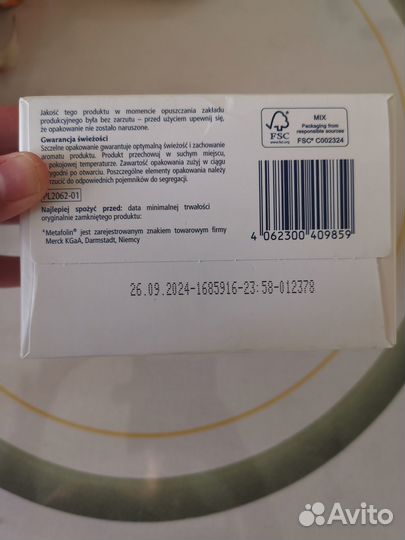 Jakość tego produktu w momencie opuszczania zakładu
produkcyjnego była bez zarzutu – przed użyciem upewnij się,
że opakowanie nie zostało naruszone.
Gwarancja świeżości
Szczelne opakowanie gwarantuje optymalną świeżość i zachowanie
aromatu produktu. Produkt przechowuj w suchym miejscu,
pokojowej temperaturze. Zawartość opakowania zużyj w ciągu
tygodni po otwarciu. Poszczególne elementy opakowania należy
wrzucić do odpowiednich pojemników do segregacji.
PL2062-01
Najlepiej spożyć przed: data minimalnej trwałości
oryginalnie zamkniętego produktu:
¹Metafolin® jest zarejestrowanym znakiem towarowym firmy
Merck KGaA, Darmstadt, Niemcy
FSC
www.fsc.org
MIX
Packaging from
responsible sources
FSC® C002324
4 062300 409859
26.09.2024-1685916-23:58-012378
Avito